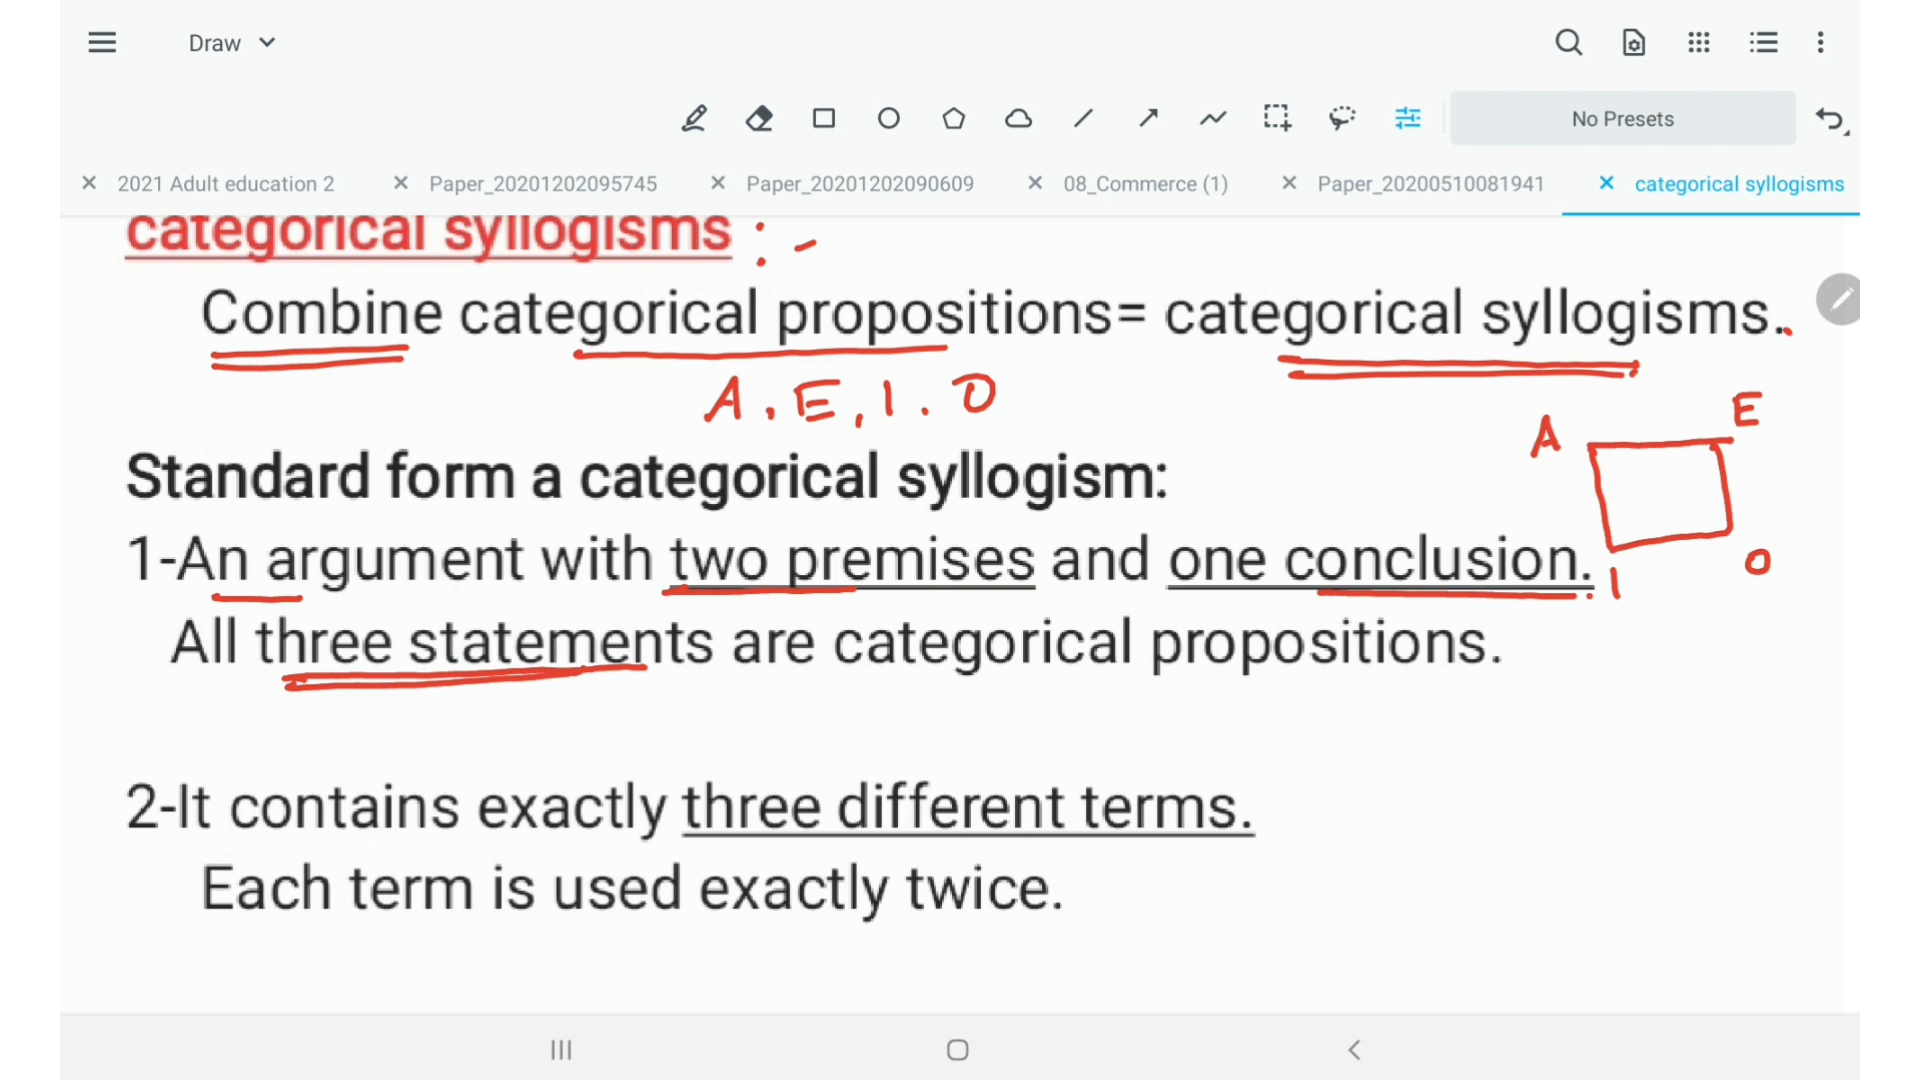 Draw
No Presets
2021 Adult education 2
Paper_20201202095745
Paper_20201202090609
08_Commerce (1)
Paper_20200510081941
categorical syllogisms
categorical syllogisms :-
Combine categorical propositions= categorical syllogisms.
A, E, I. O
A E
Standard form a categorical syllogism:
1-An argument with two premises and one conclusion.
I O
All three statements are categorical propositions.
2-It contains exactly three different terms.
Each term is used exactly twice.